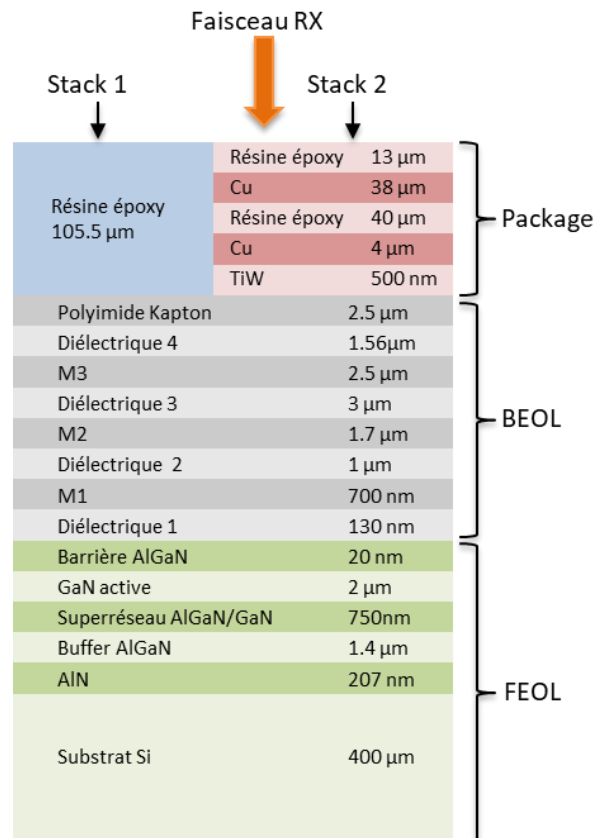 Faisceau RX
Stack 1
Stack 2
Résine époxy
105.5 µm
Résine époxy 13 µm
Cu 38 µm
Résine époxy 40 µm
Cu 4 µm
TiW 500 nm
Package
Polyimide Kapton 2.5 µm
Diélectrique 4 1.56µm
M3 2.5 µm
Diélectrique 3 3 µm
M2 1.7 µm
Diélectrique 2 1 µm
M1 700 nm
Diélectrique 1 130 nm
BEOL
Barrière AlGaN 20 nm
GaN active 2 µm
Superréseau AlGaN/GaN 750nm
Buffer AlGaN 1.4 µm
AlN 207 nm
Substrat Si 400 µm
FEOL